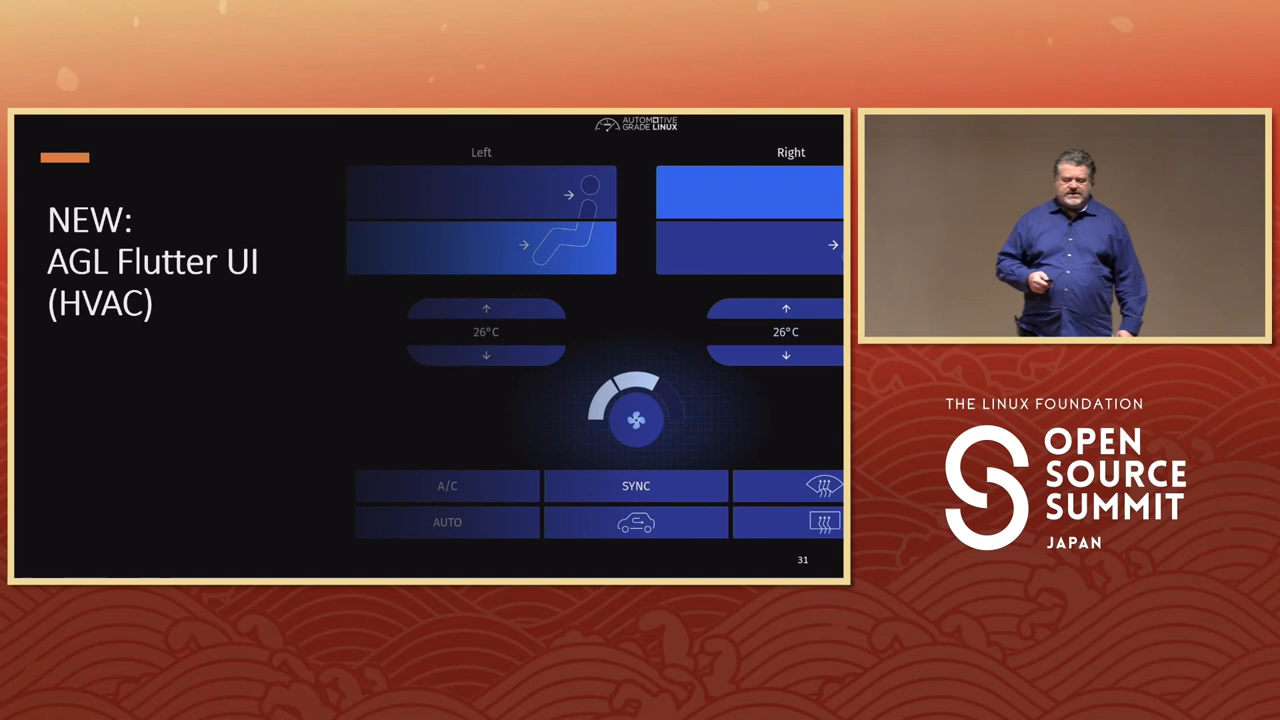 AUTOMOTIVE
GRADE LINUX
NEW:
AGL Flutter UI
(HVAC)
Left
Right
26°C
26°C
A/C
SYNC
AUTO
31
THE LINUX FOUNDATION
OPEN
SOURCE
SUMMIT
JAPAN